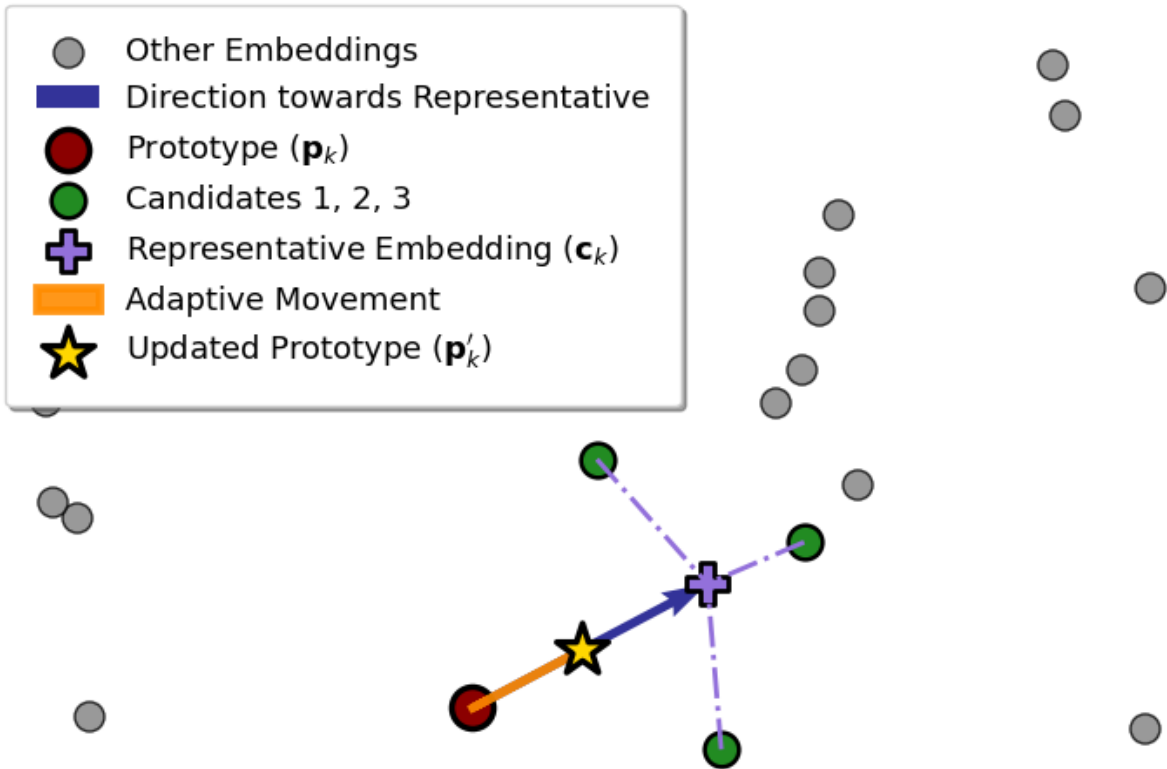 Other Embeddings
Direction towards Representative
Prototype (pₖ)
Candidates 1, 2, 3
Representative Embedding (cₖ)
Adaptive Movement
Updated Prototype (p′ₖ)